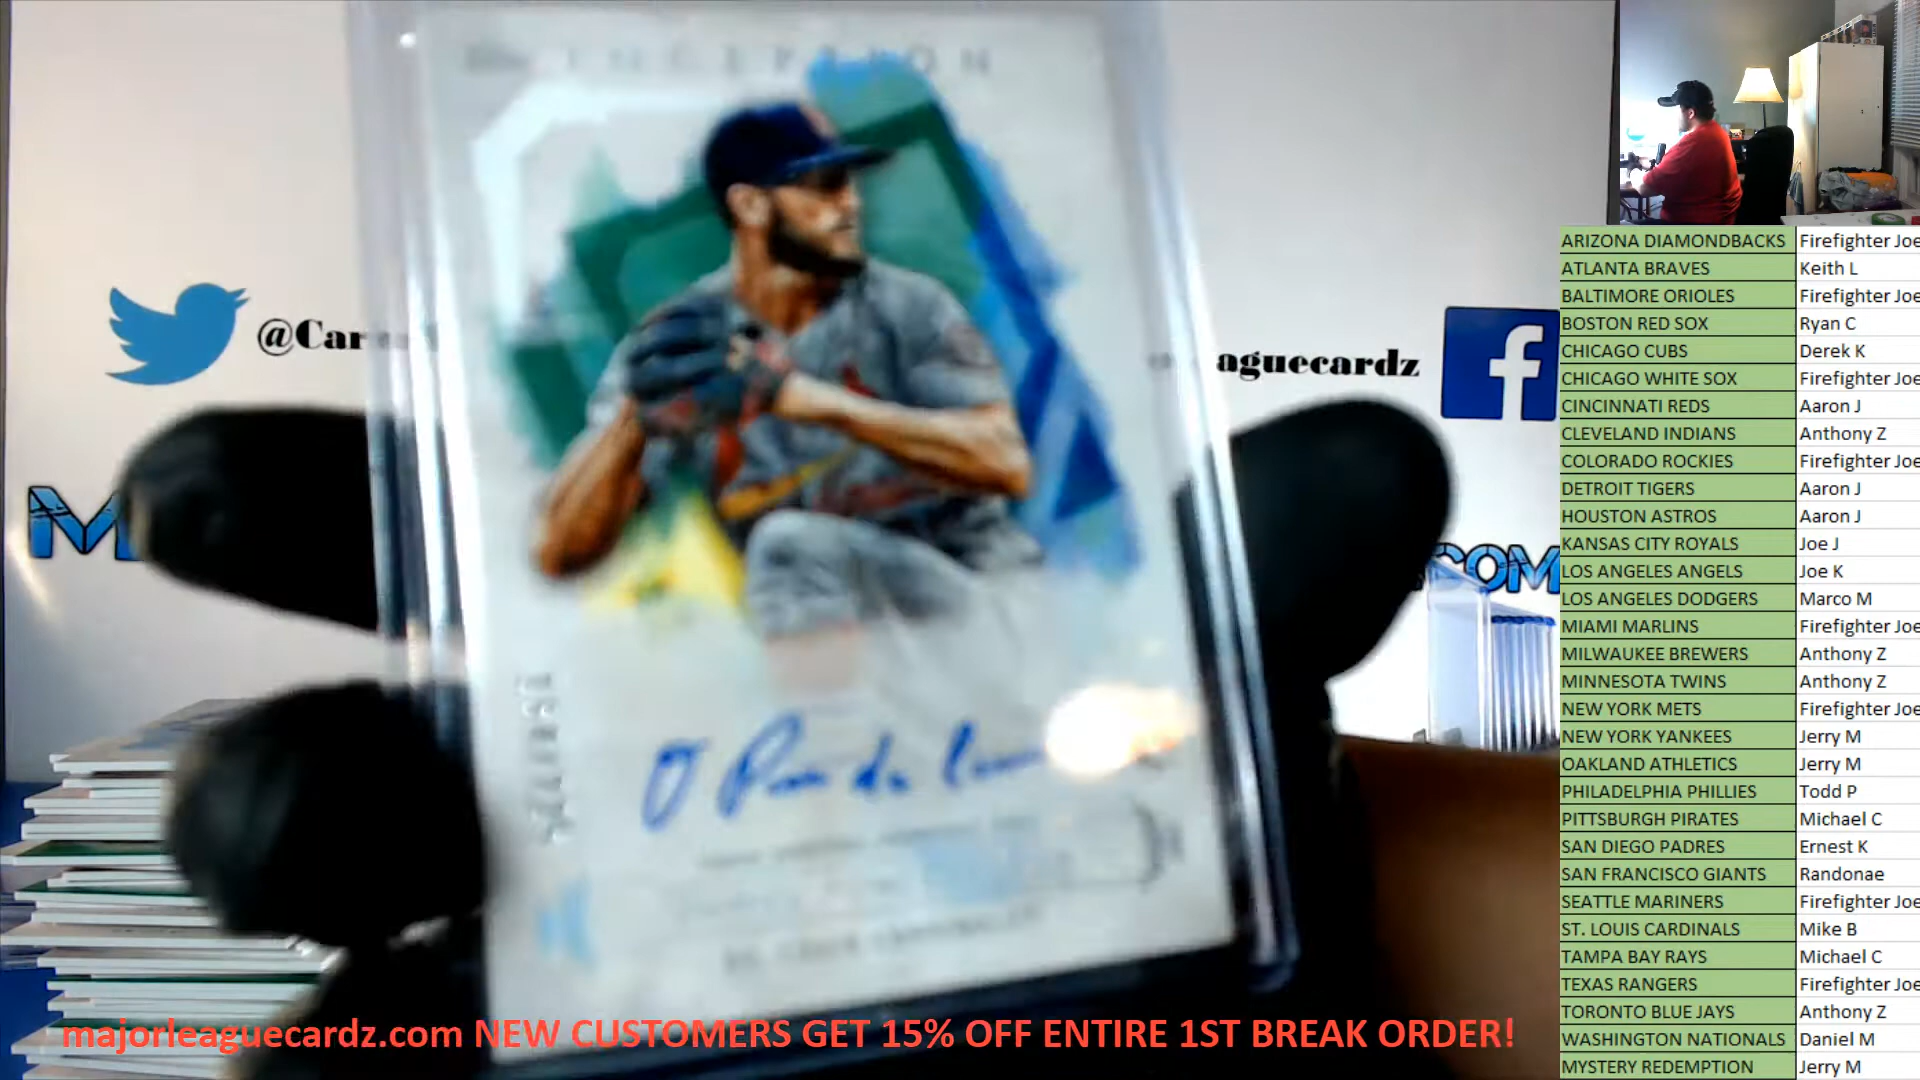 INCEPTION
@Car
aguecardz
f
M
COM
ARIZONA DIAMONDBACKS Firefighter Joe
ATLANTA BRAVES Keith L
BALTIMORE ORIOLES Firefighter Joe
BOSTON RED SOX Ryan C
CHICAGO CUBS Derek K
CHICAGO WHITE SOX Firefighter Joe
CINCINNATI REDS Aaron J
CLEVELAND INDIANS Anthony Z
COLORADO ROCKIES Firefighter Joe
DETROIT TIGERS Aaron J
HOUSTON ASTROS Aaron J
KANSAS CITY ROYALS Joe J
LOS ANGELES ANGELS Joe K
LOS ANGELES DODGERS Marco M
MIAMI MARLINS Firefighter Joe
MILWAUKEE BREWERS Anthony Z
MINNESOTA TWINS Anthony Z
NEW YORK METS Firefighter Joe
NEW YORK YANKEES Jerry M
OAKLAND ATHLETICS Jerry M
PHILADELPHIA PHILLIES Todd P
PITTSBURGH PIRATES Michael C
SAN DIEGO PADRES Ernest K
SAN FRANCISCO GIANTS Randonae
SEATTLE MARINERS Firefighter Joe
ST. LOUIS CARDINALS Mike B
TAMPA BAY RAYS Michael C
TEXAS RANGERS Firefighter Joe
TORONTO BLUE JAYS Anthony Z
WASHINGTON NATIONALS Daniel M
MYSTERY REDEMPTION Jerry M
ST. LOUIS CARDINALS
majorleaguecardz.com NEW CUSTOMERS GET 15% OFF ENTIRE 1ST BREAK ORDER!